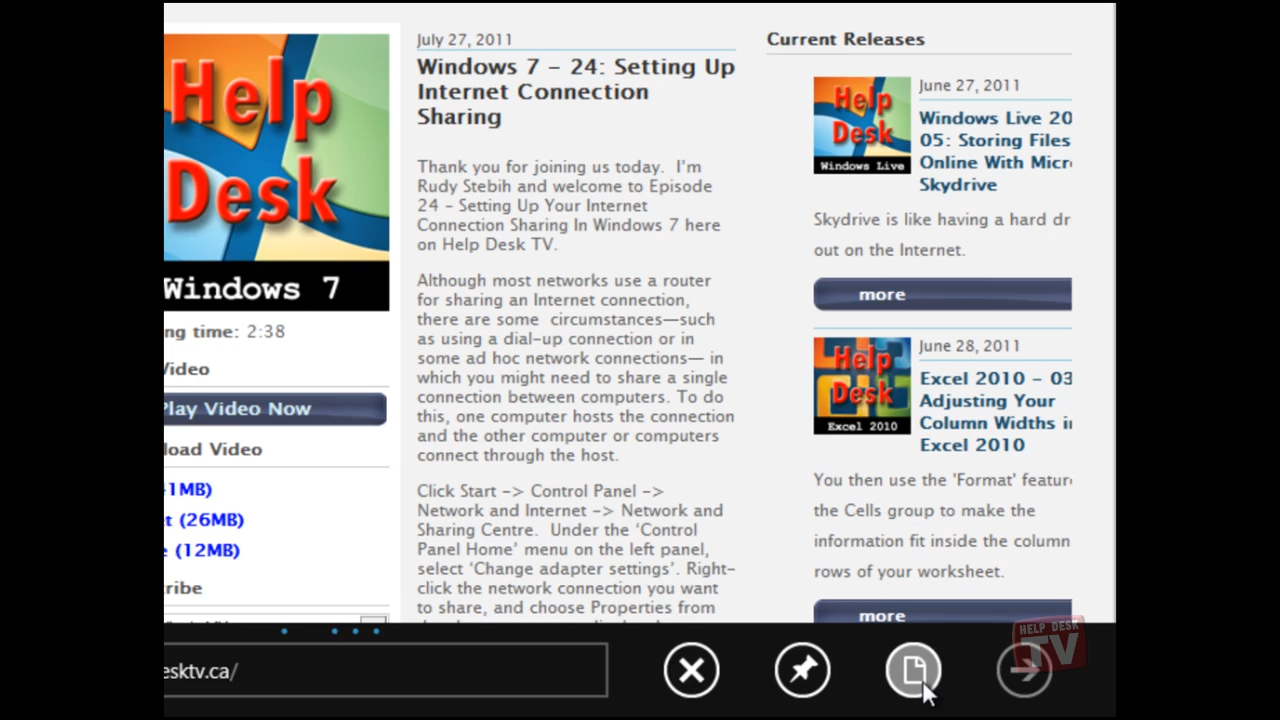 Help
Desk
Windows 7
ng time: 2:38
Video
Play Video Now
load Video
1MB)
t (26MB)
e (12MB)
ribe
July 27, 2011
Windows 7 – 24: Setting Up
Internet Connection
Sharing
Thank you for joining us today. I'm
Rudy Stebih and welcome to Episode
24 – Setting Up Your Internet
Connection Sharing In Windows 7 here
on Help Desk TV.
Although most networks use a router
for sharing an Internet connection,
there are some circumstances—such
as using a dial-up connection or in
some ad hoc network connections— in
which you might need to share a single
connection between computers. To do
this, one computer hosts the connection
and the other computer or computers
connect through the host.
Click Start -> Control Panel ->
Network and Internet -> Network and
Sharing Centre. Under the 'Control
Panel Home' menu on the left panel,
select 'Change adapter settings'. Right-
click the network connection you want
to share, and choose Properties from
Current Releases
Help
Desk
Windows Live
June 27, 2011
Windows Live 20
05: Storing Files
Online With Micr
Skydrive
Skydrive is like having a hard dr
out on the Internet.
more
Help
Desk
Excel 2010
June 28, 2011
Excel 2010 – 03
Adjusting Your
Column Widths i
Excel 2010
You then use the 'Format' featur
the Cells group to make the
information fit inside the column
rows of your worksheet.
more
esktv.ca/
HELP DESK
TV